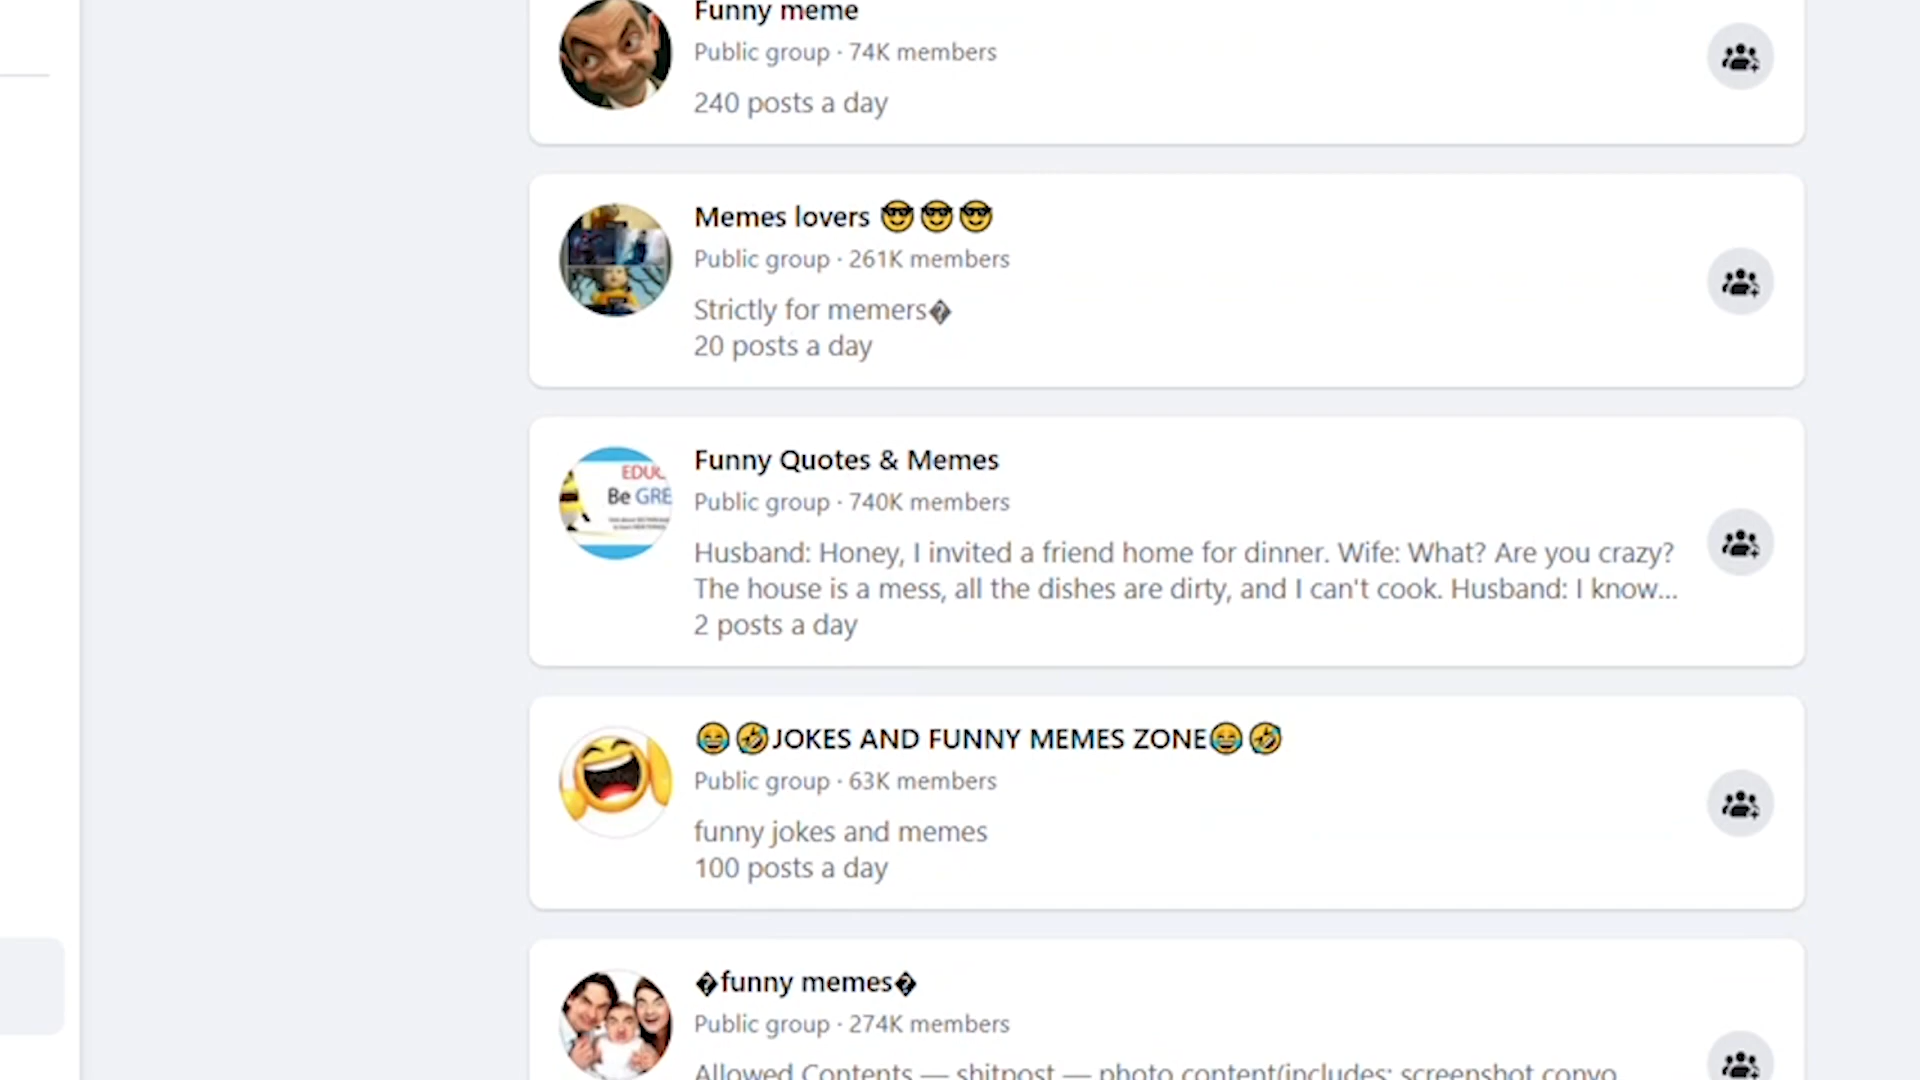 Funny meme
Public group · 74K members
240 posts a day
Memes lovers 😎😎😎
Public group · 261K members
Strictly for memers�
20 posts a day
EDUC
Be GRE
Funny Quotes & Memes
Public group · 740K members
Husband: Honey, I invited a friend home for dinner. Wife: What? Are you crazy?
The house is a mess, all the dishes are dirty, and I can't cook. Husband: I know...
2 posts a day
😂🤣JOKES AND FUNNY MEMES ZONE😂🤣
Public group · 63K members
funny jokes and memes
100 posts a day
�funny memes�
Public group · 274K members
Allowed Contents — shitpost — photo content(includes: screenshot convo